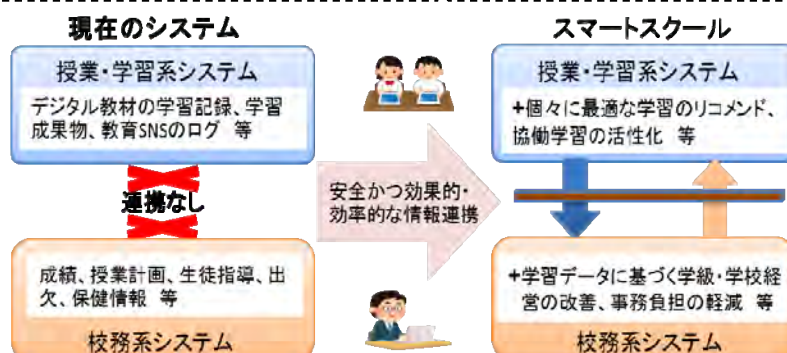 現在のシステム
授業・学習系システム
デジタル教材の学習記録、学習
成果物、教育SNSのログ 等
連携なし
成績、授業計画、生徒指導、出
欠、保健情報 等
校務系システム
安全かつ効果的・
効率的な情報連携
スマートスクール
授業・学習系システム
+個々に最適な学習のリコメンド、
協働学習の活性化 等
+学習データに基づく学級・学校経
営の改善、事務負担の軽減 等
校務系システム